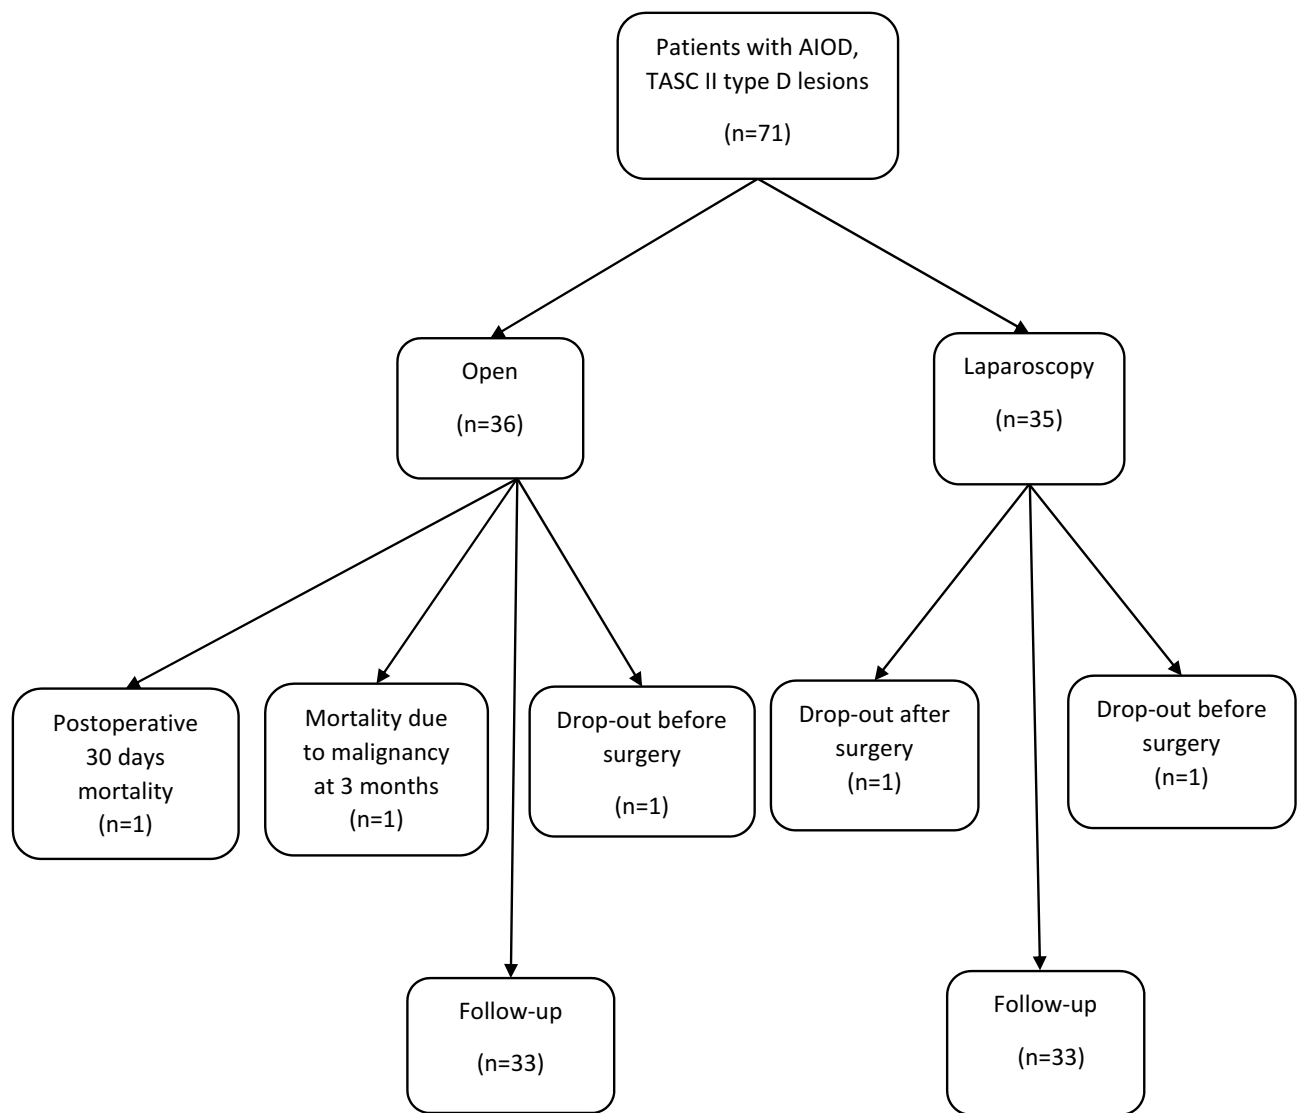 Patients with AIOD,
TASC II type D lesions
(n=71)
Open
(n=36)
Laparoscopy
(n=35)
Postoperative
30 days
mortality
(n=1)
Mortality due
to malignancy
at 3 months
(n=1)
Drop-out before
surgery
(n=1)
Drop-out after
surgery
(n=1)
Drop-out before
surgery
(n=1)
Follow-up
(n=33)
Follow-up
(n=33)